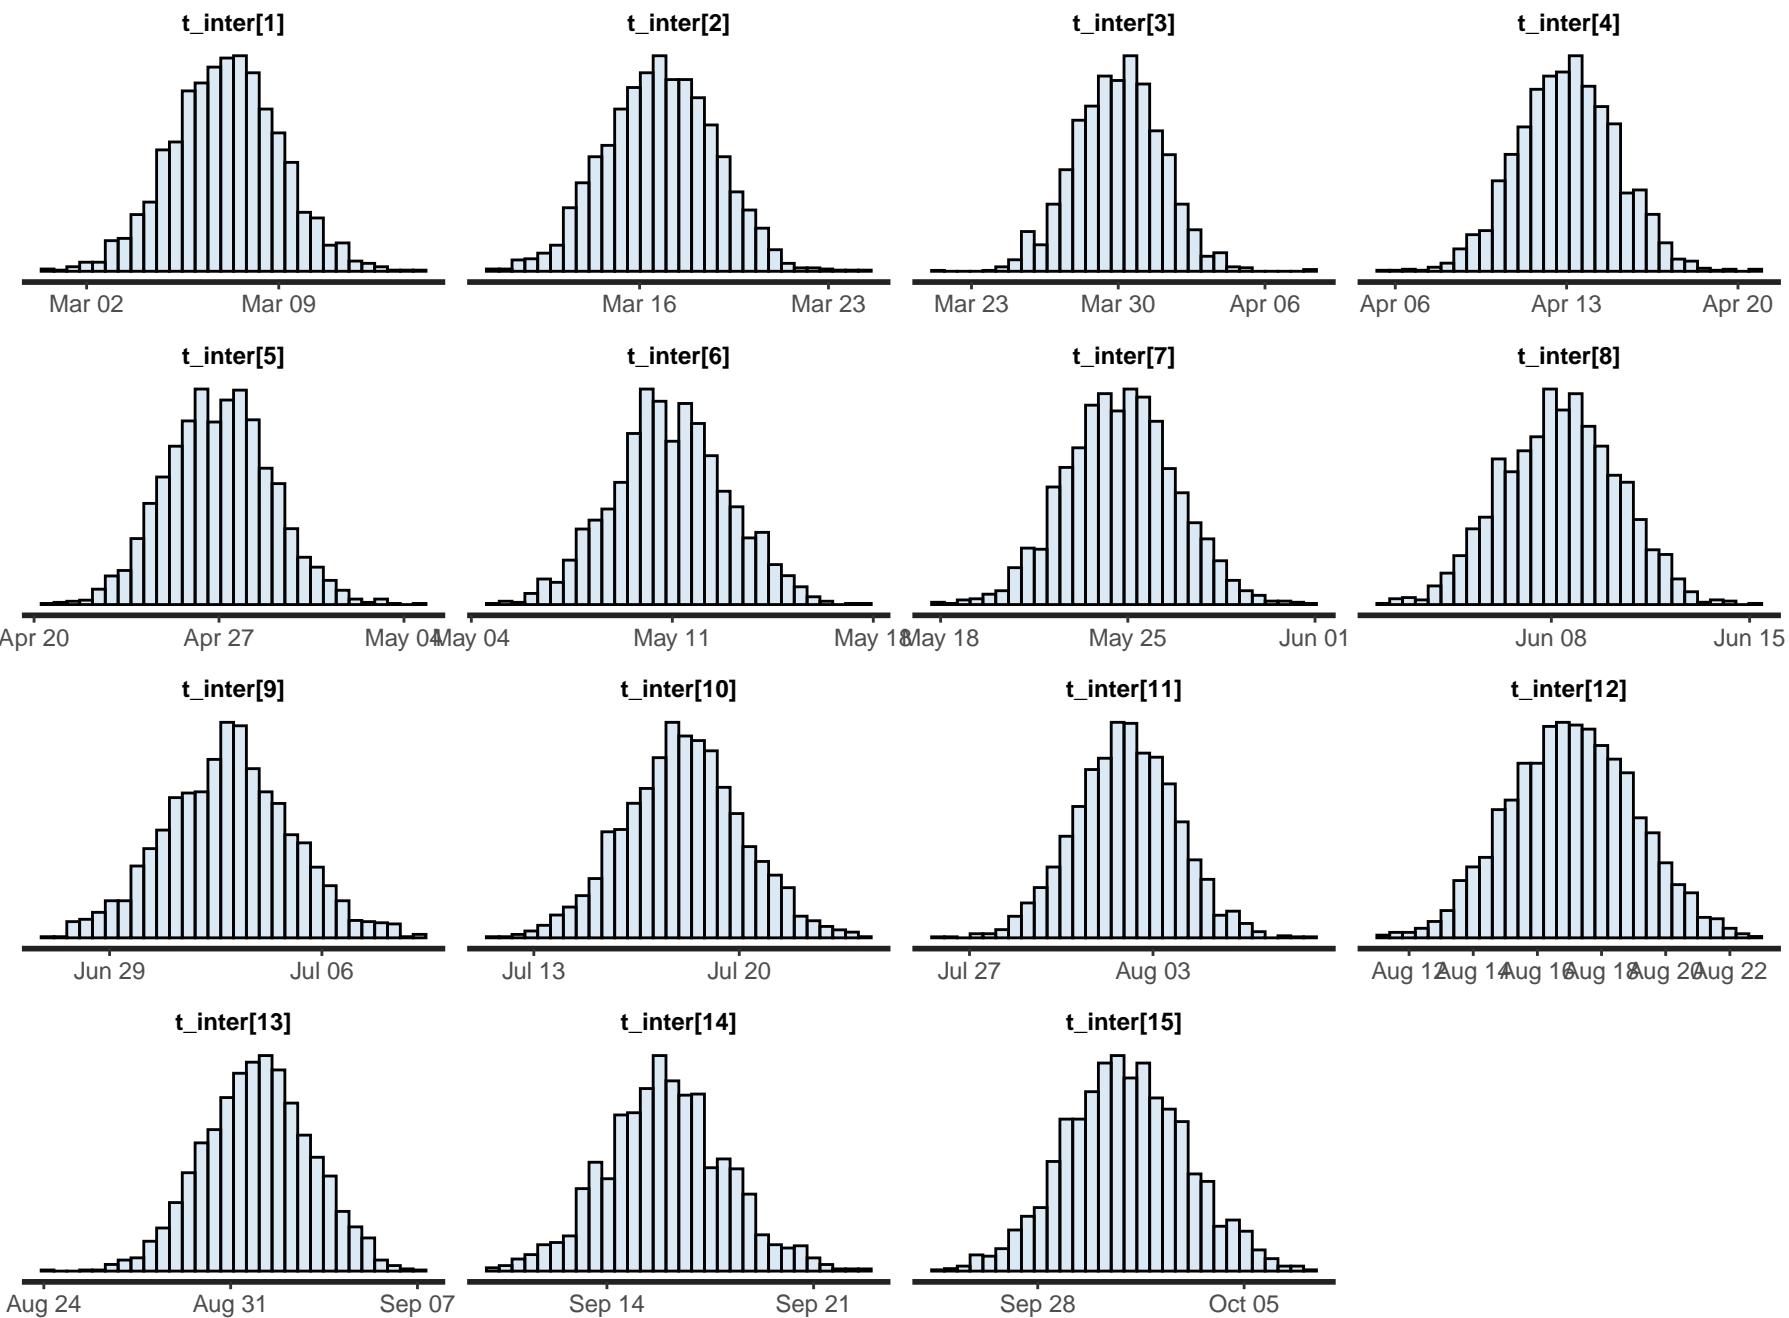 t_inter[1] t_inter[2] t_inter[3] t_inter[4]
Mar 02 Mar 09 Mar 16 Mar 23 Mar 23 Mar 30 Apr 06 Apr 06 Apr 13 Apr 20
t_inter[5] t_inter[6] t_inter[7] t_inter[8]
Apr 20 Apr 27 May 04 May 04 May 11 May 18 May 18 May 25 Jun 01 Jun 08 Jun 15
t_inter[9] t_inter[10] t_inter[11] t_inter[12]
Jun 29 Jul 06 Jul 13 Jul 20 Jul 27 Aug 03 Aug 12 Aug 14 Aug 16 Aug 18 Aug 20 Aug 22
t_inter[13] t_inter[14] t_inter[15]
Aug 24 Aug 31 Sep 07 Sep 14 Sep 21 Sep 28 Oct 05